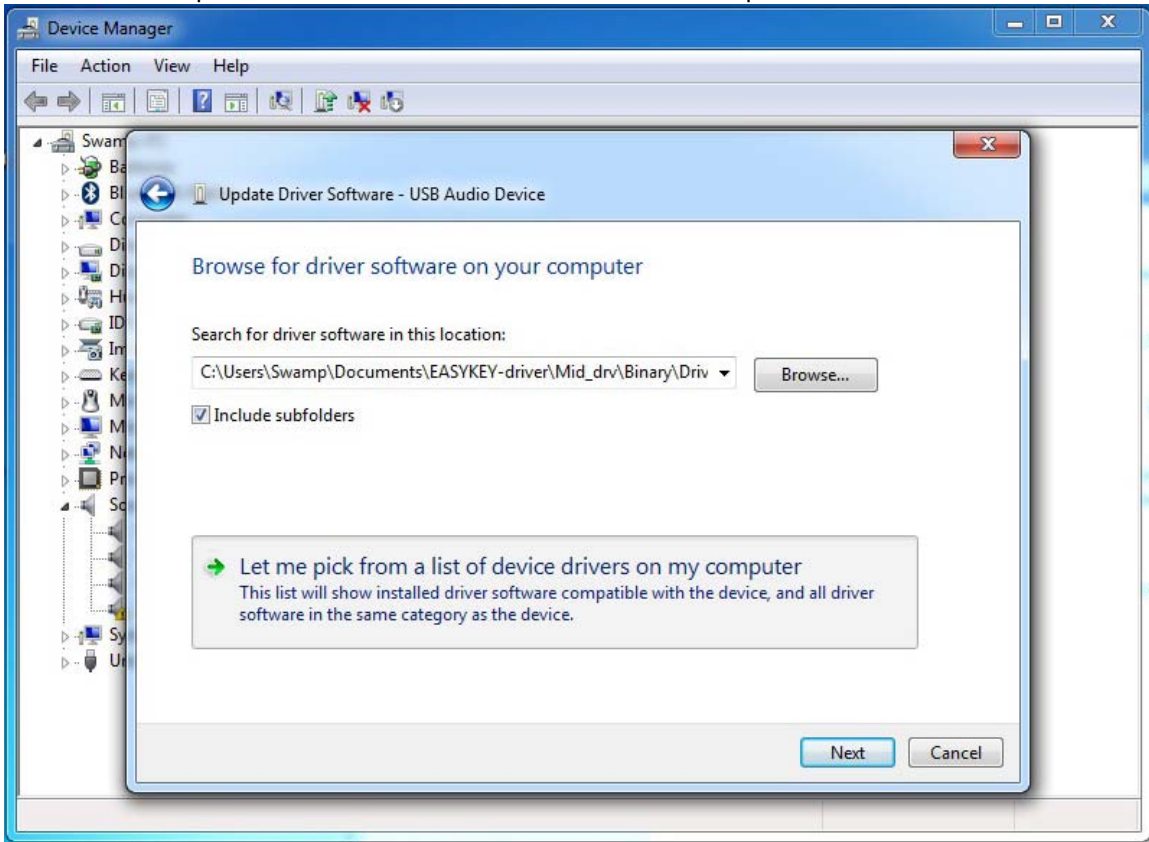 Device Manager
File Action View Help
Update Driver Software - USB Audio Device
Browse for driver software on your computer
Search for driver software in this location:
C:\Users\Swamp\Documents\EASYKEY-driver\Mid_drv\Binary\Driv
Browse...
Include subfolders
Let me pick from a list of device drivers on my computer
This list will show installed driver software compatible with the device, and all driver
software in the same category as the device.
Next Cancel